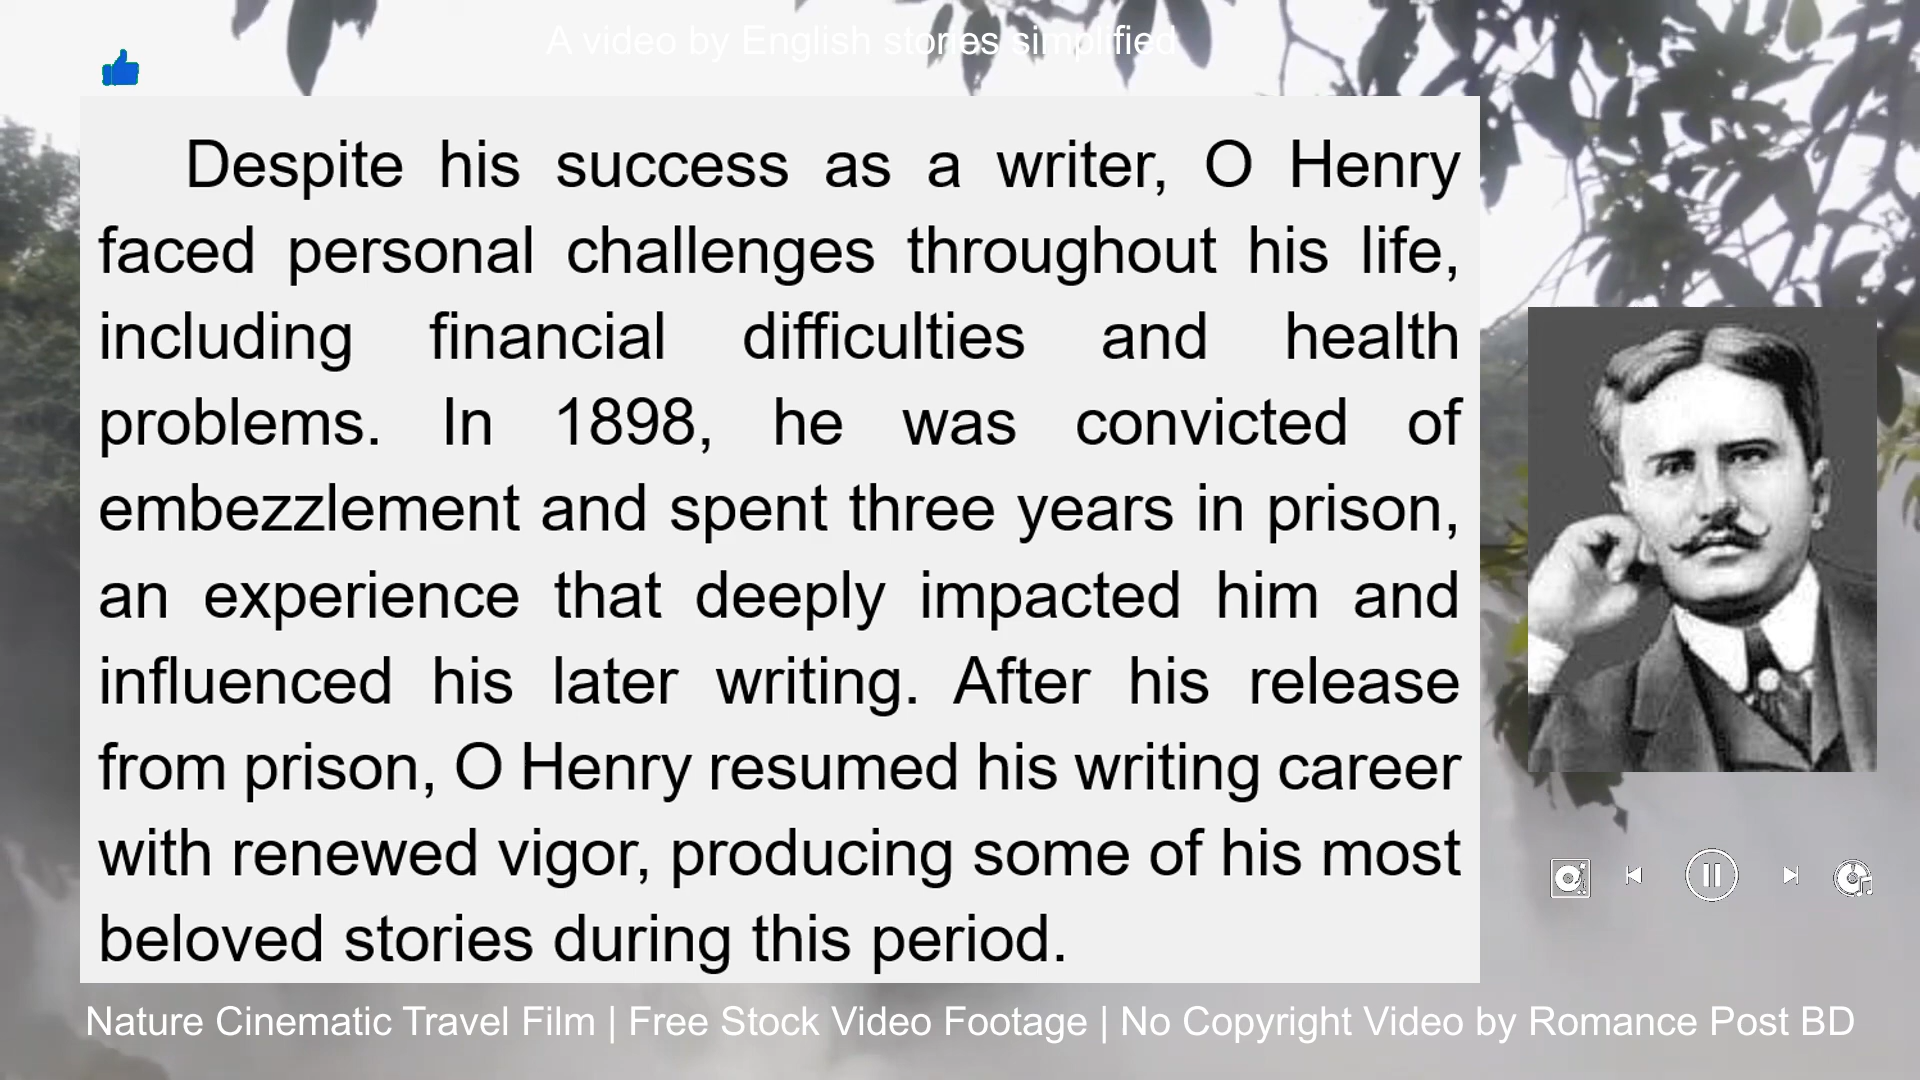 A video by English stories simplified
Despite his success as a writer, O Henry
faced personal challenges throughout his life,
including financial difficulties and health
problems. In 1898, he was convicted of
embezzlement and spent three years in prison,
an experience that deeply impacted him and
influenced his later writing. After his release
from prison, O Henry resumed his writing career
with renewed vigor, producing some of his most
beloved stories during this period.
Nature Cinematic Travel Film | Free Stock Video Footage | No Copyright Video by Romance Post BD